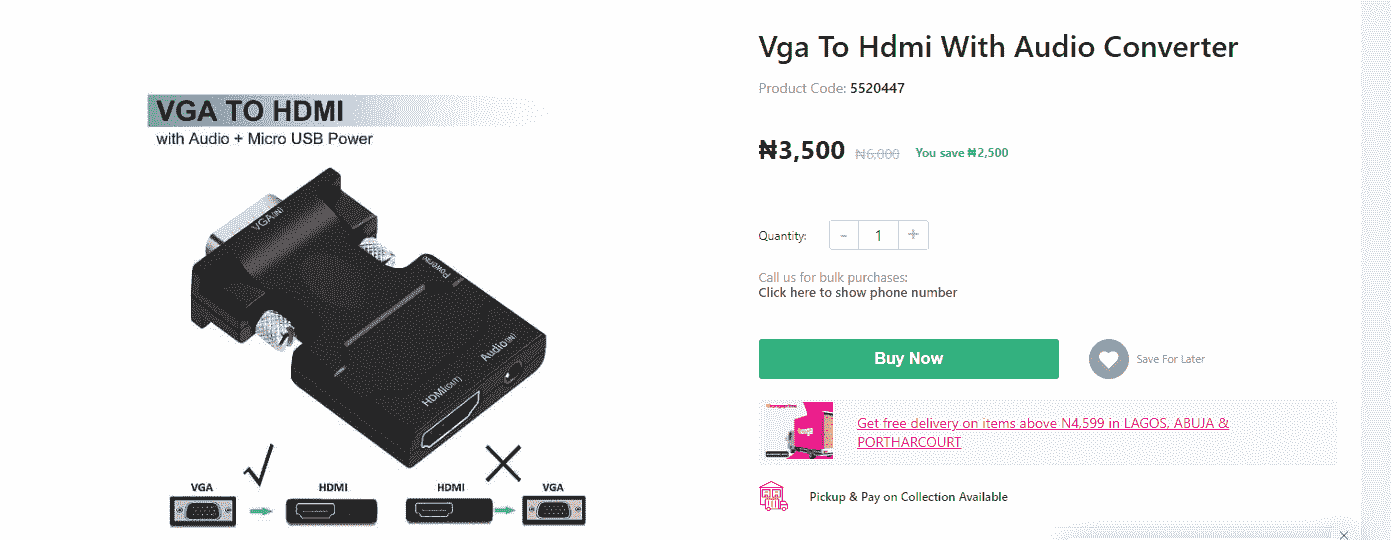 Vga To Hdmi With Audio Converter
Product Code: 5520447
₦3,500 ₦6,000 You save ₦2,500
Quantity: - 1 +
Call us for bulk purchases:
Click here to show phone number
Buy Now
Save For Later
Get free delivery on items above N4,599 in LAGOS, ABUJA &
PORTHARCOURT
Pickup & Pay on Collection Available
VGA TO HDMI
with Audio + Micro USB Power
VGA(IN)
Power(IN)
Audio(IN)
HDMI(OUT)
VGA HDMI HDMI VGA